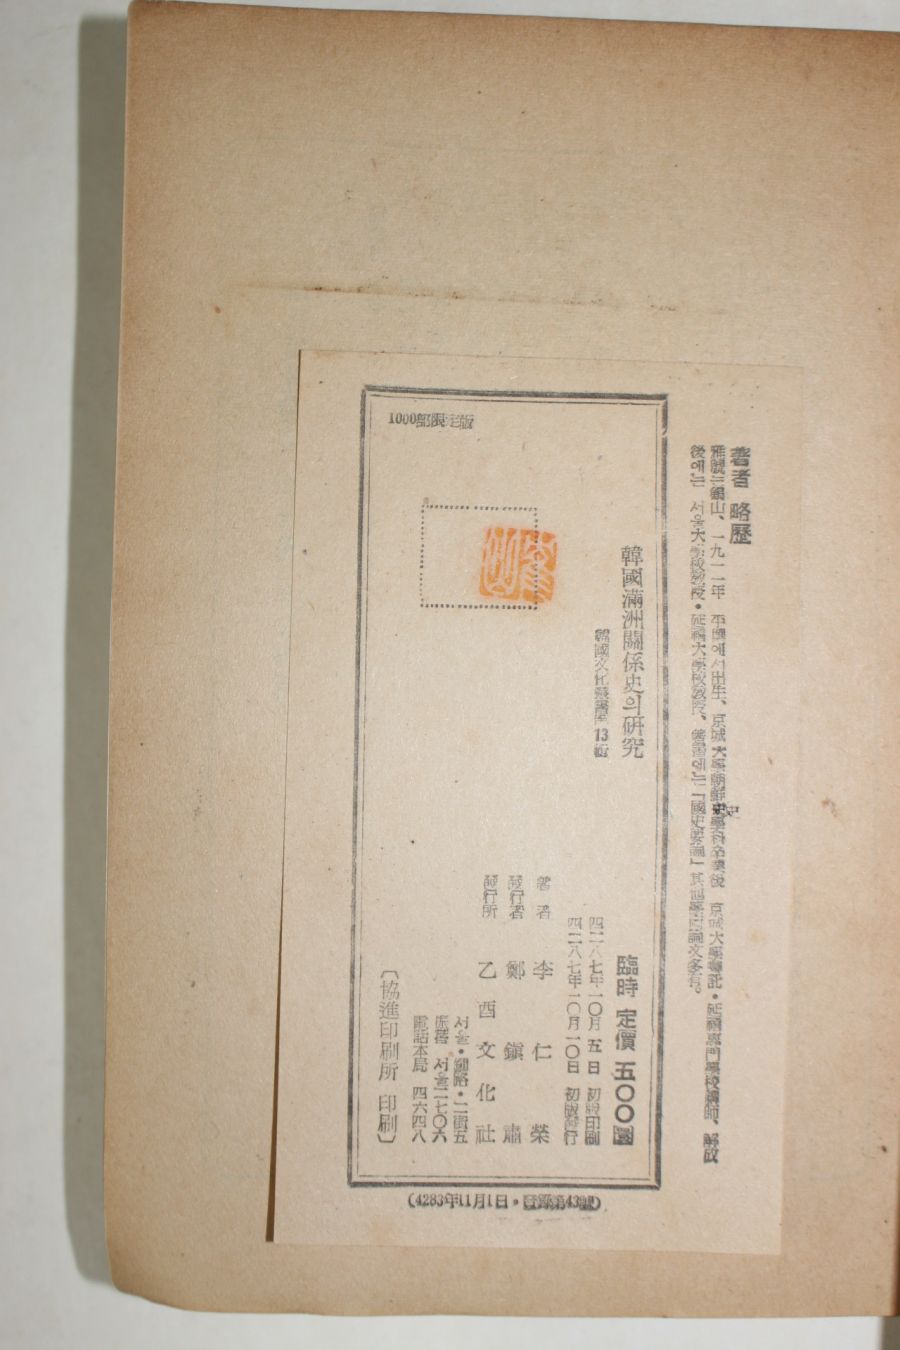 著者 略歷
雅號는鶴山、一九一一年 平壤에서出生、京城大學朝鮮史學科卒業後 京城大學囑託・延禧專門學校講師、解放
後에는 서울大學校敎授・延禧大學校敎授、著書에는「國史要論」其他學術論文多有。
臨時 定價 五〇〇圜
韓國滿洲關係史의硏究
韓國文化叢書第13輯
四二八七年一〇月 五 日 初版印刷
四二八七年一〇月一〇日 初版發行
著者 李仁榮
發行者 鄭鎭肅
發行所 乙酉文化社
서울・鍾路・二街五
振替 서울二七〇六
電話本局 四六四八
〔協進印刷所 印刷〕
1000部限定版
(4283年11月1日・登錄第43號)